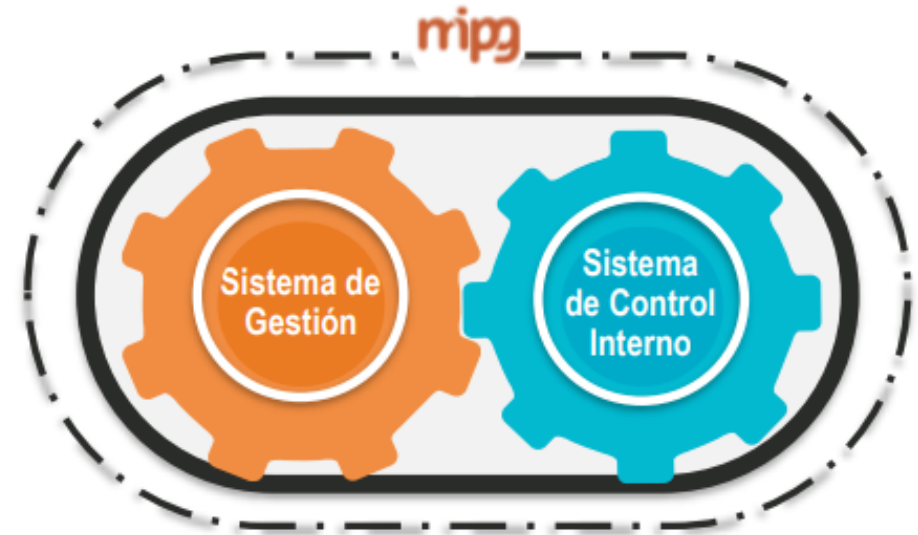 mipg
Sistema de
Gestión
Sistema
de Control
Interno